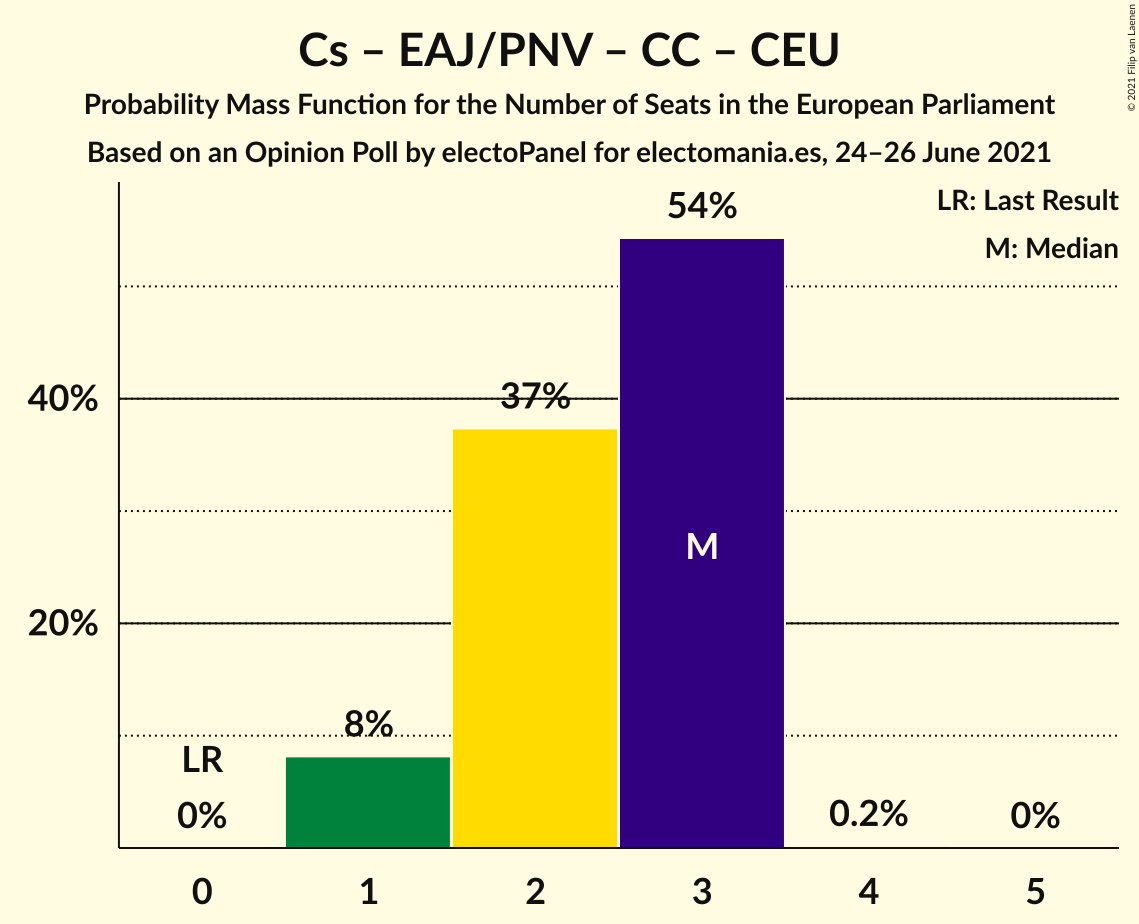 Cs – EAJ/PNV – CC – CEU
Probability Mass Function for the Number of Seats in the European Parliament
Based on an Opinion Poll by electoPanel for electomania.es, 24–26 June 2021
© 2021 Filip van Laenen
LR: Last Result
M: Median
54%
40%
37%
M
20%
8%
LR
0%
0.2%
0%
0 1 2 3 4 5